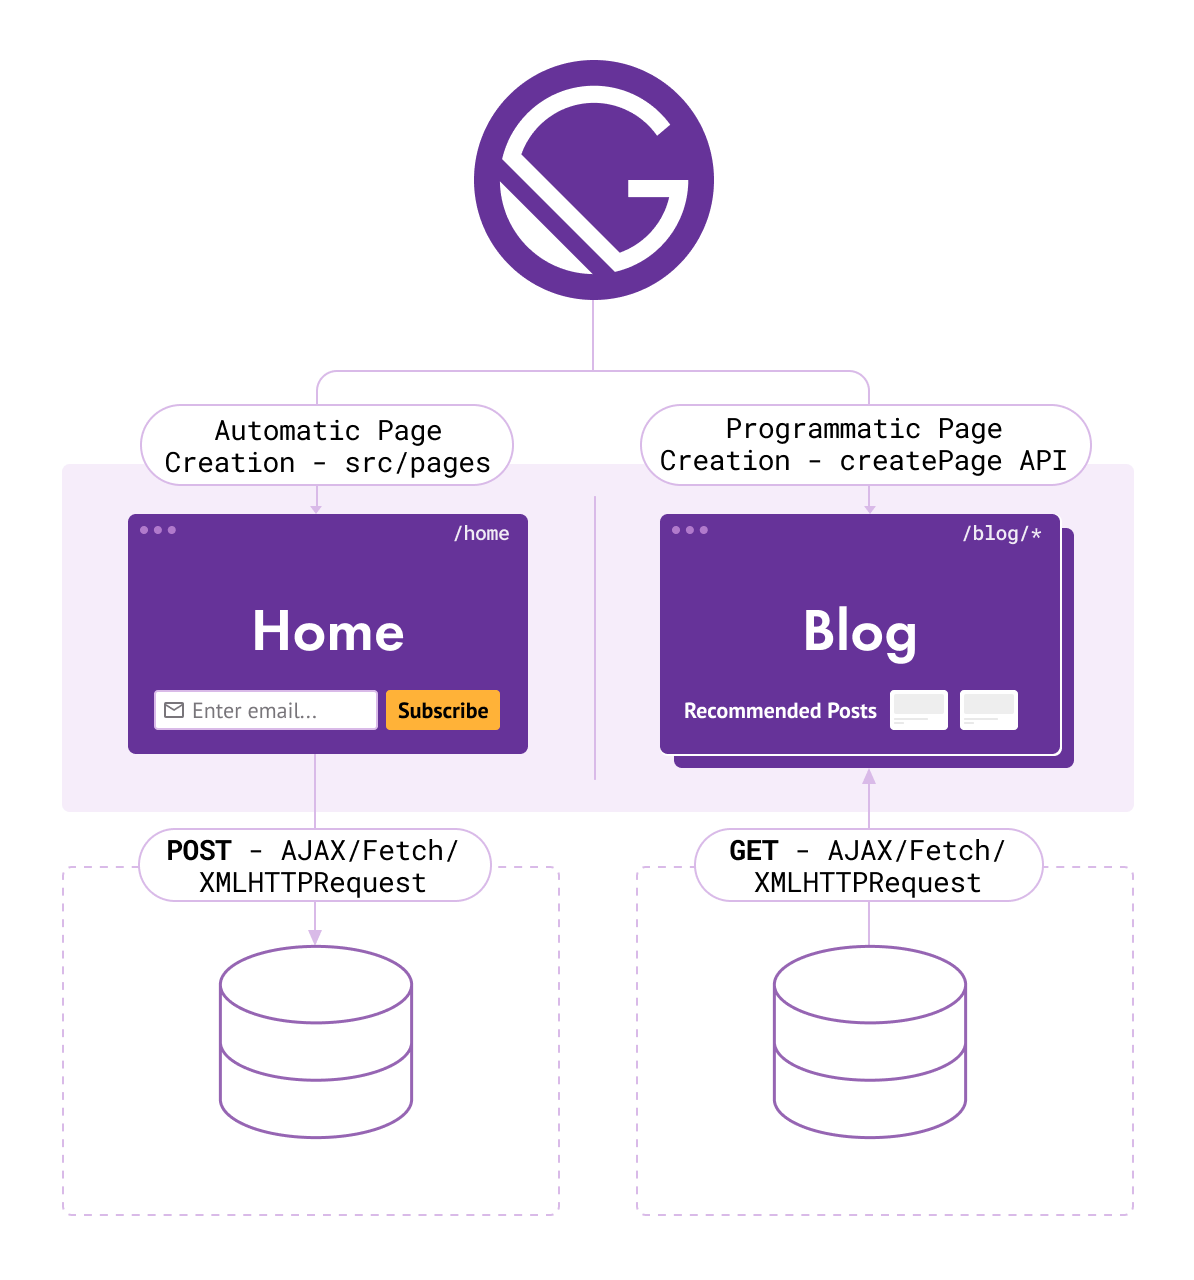 Automatic Page
Creation - src/pages
Programmatic Page
Creation - createPage API
/home
Home
Enter email...
Subscribe
/blog/*
Blog
Recommended Posts
POST - AJAX/Fetch/
XMLHTTPRequest
GET - AJAX/Fetch/
XMLHTTPRequest